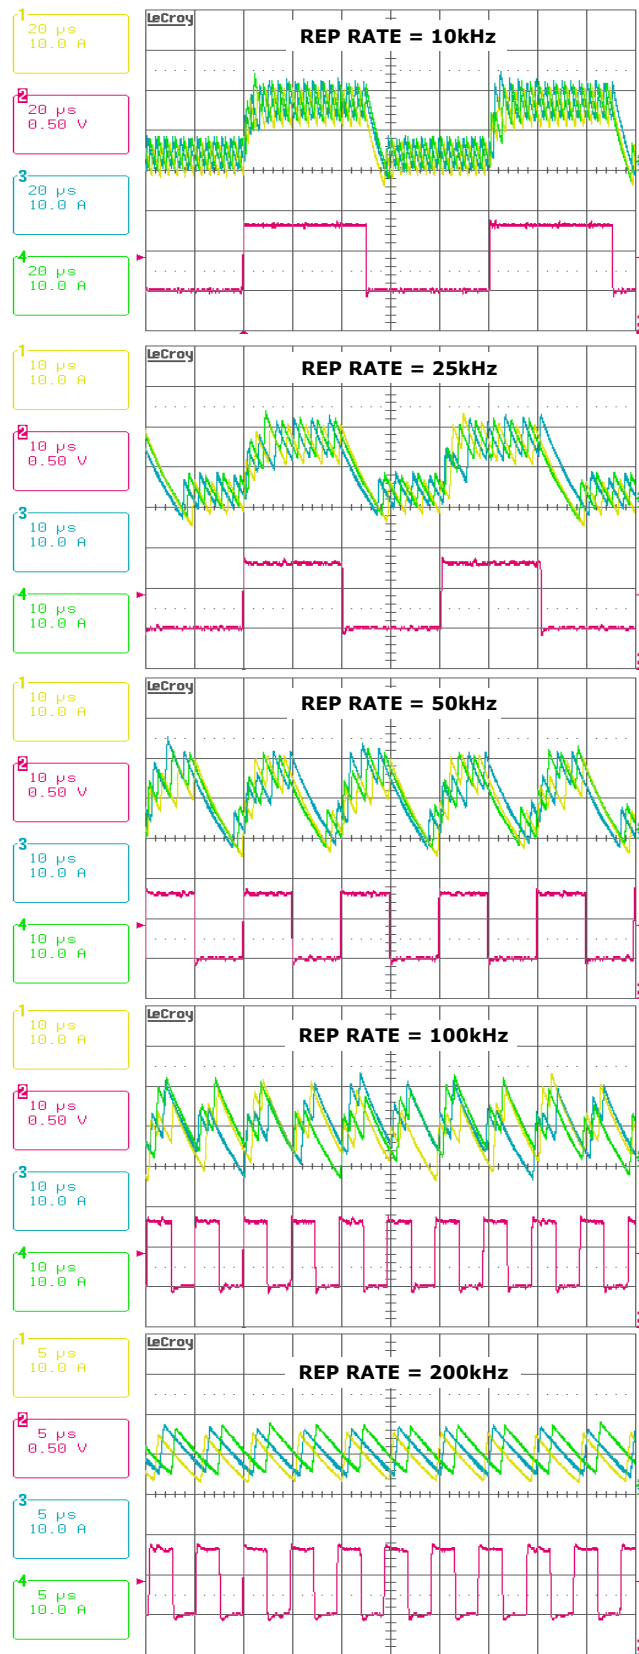 1
20 µs
10.0 A
2
20 µs
0.50 V
3
20 µs
10.0 A
4
20 µs
10.0 A
LeCroy
REP RATE = 10kHz
1
10 µs
10.0 A
2
10 µs
0.50 V
3
10 µs
10.0 A
4
10 µs
10.0 A
LeCroy
REP RATE = 25kHz
1
10 µs
10.0 A
2
10 µs
0.50 V
3
10 µs
10.0 A
4
10 µs
10.0 A
LeCroy
REP RATE = 50kHz
1
10 µs
10.0 A
2
10 µs
0.50 V
3
10 µs
10.0 A
4
10 µs
10.0 A
LeCroy
REP RATE = 100kHz
1
5 µs
10.0 A
2
5 µs
0.50 V
3
5 µs
10.0 A
4
5 µs
10.0 A
LeCroy
REP RATE = 200kHz